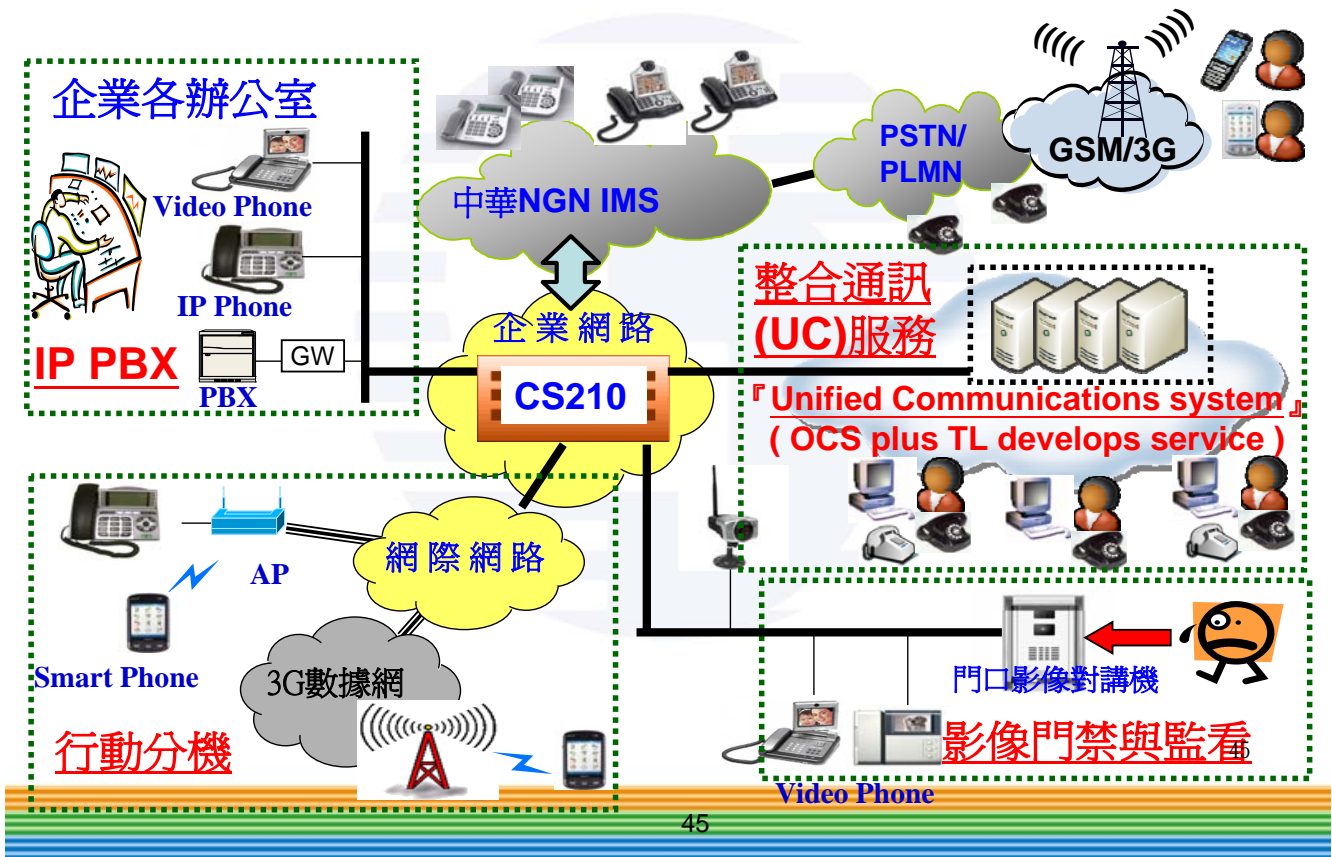 企業各辦公室
Video Phone
IP Phone
IP PBX
PBX
GW
中華NGN IMS
PSTN/
PLMN
GSM/3G
企 業 網 路
CS210
整合通訊
(UC)服務
『Unified Communications system』
( OCS plus TL develops service )
AP
網 際 網 路
Smart Phone
3G數據網
行動分機
門口影像對講機
影像門禁與監看
45
Video Phone
45